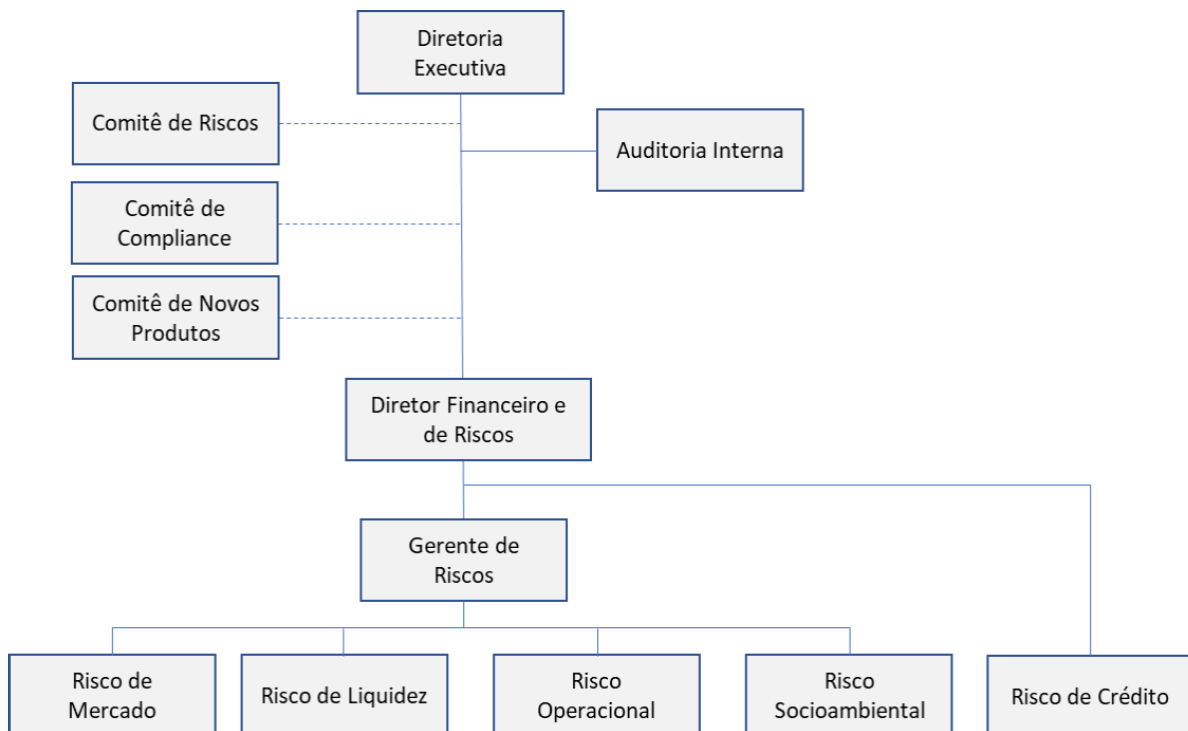 Diretoria
Executiva
Comitê de Riscos
Auditoria Interna
Comitê de
Compliance
Comitê de Novos
Produtos
Diretor Financeiro e
de Riscos
Gerente de
Riscos
Risco de
Mercado
Risco de Liquidez
Risco
Operacional
Risco
Socioambiental
Risco de Crédito